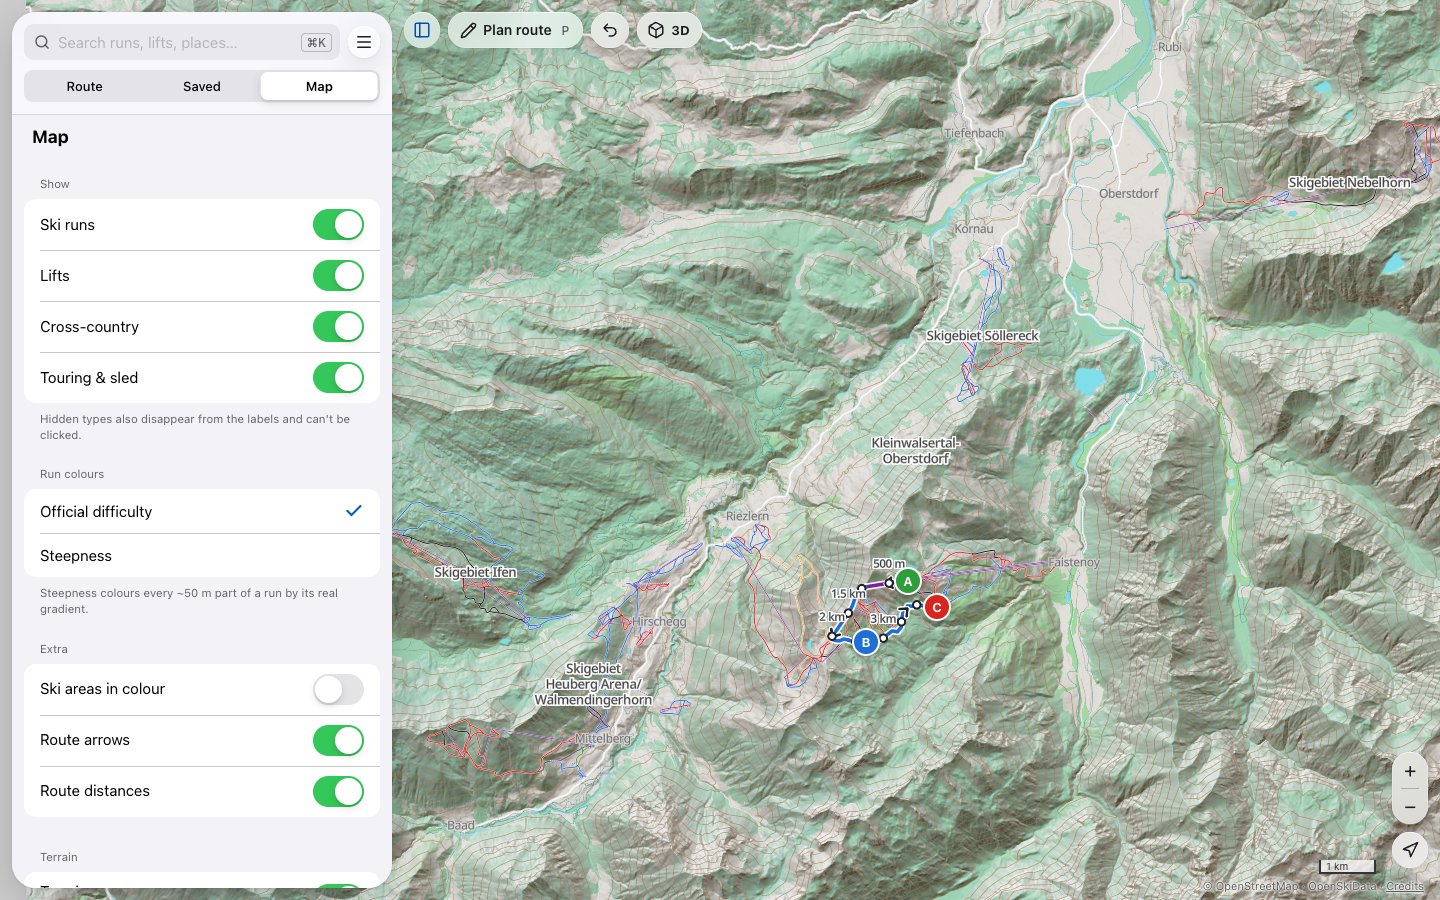 Search runs, lifts, places...
⌘K
Plan route P
3D
Route
Saved
Map
Map
Show
Ski runs
Lifts
Cross-country
Touring & sled
Hidden types also disappear from the labels and can't be
clicked.
Run colours
Official difficulty
Steepness
Steepness colours every ~50 m part of a run by its real
gradient.
Extra
Ski areas in colour
Route arrows
Route distances
Terrain
Rubi
Tiefenbach
Oberstdorf
Skigebiet Nebelhorn
Kornau
Skigebiet Söllereck
Kleinwalsertal-
Oberstdorf
Riezlern
Skigebiet Ifen
Faistenoy
500 m
A
1.5 km
C
2 km
3 km
B
Hirschegg
Skigebiet
Heuberg Arena/
Walmendingerhorn
Mittelberg
Baad
+
−
1 km
© OpenStreetMap · OpenSkiData · Credits